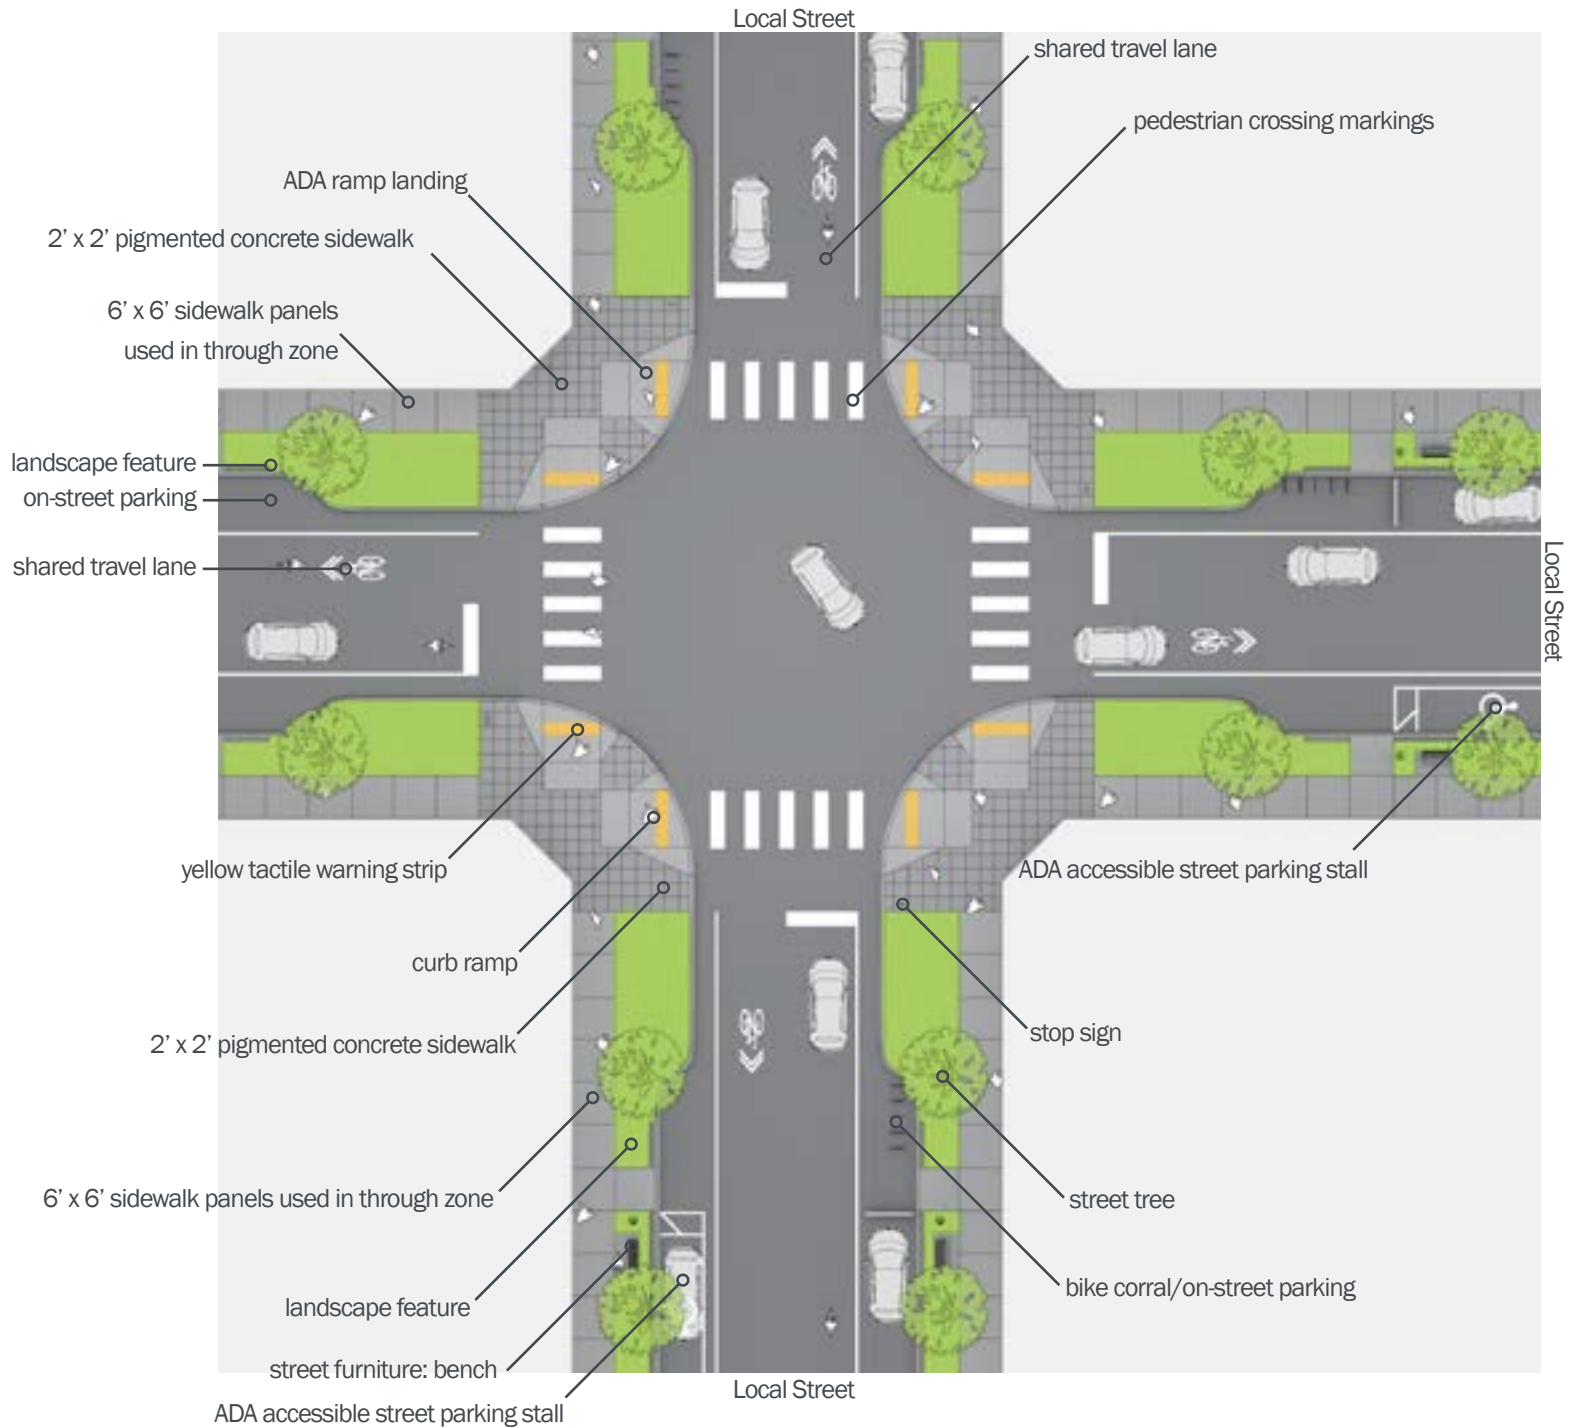 Local Street
shared travel lane
pedestrian crossing markings
ADA ramp landing
2’ x 2’ pigmented concrete sidewalk
6’ x 6’ sidewalk panels
used in through zone
landscape feature
on-street parking
shared travel lane
Local Street
yellow tactile warning strip
ADA accessible street parking stall
curb ramp
stop sign
2’ x 2’ pigmented concrete sidewalk
6’ x 6’ sidewalk panels used in through zone
street tree
bike corral/on-street parking
landscape feature
street furniture: bench
Local Street
ADA accessible street parking stall